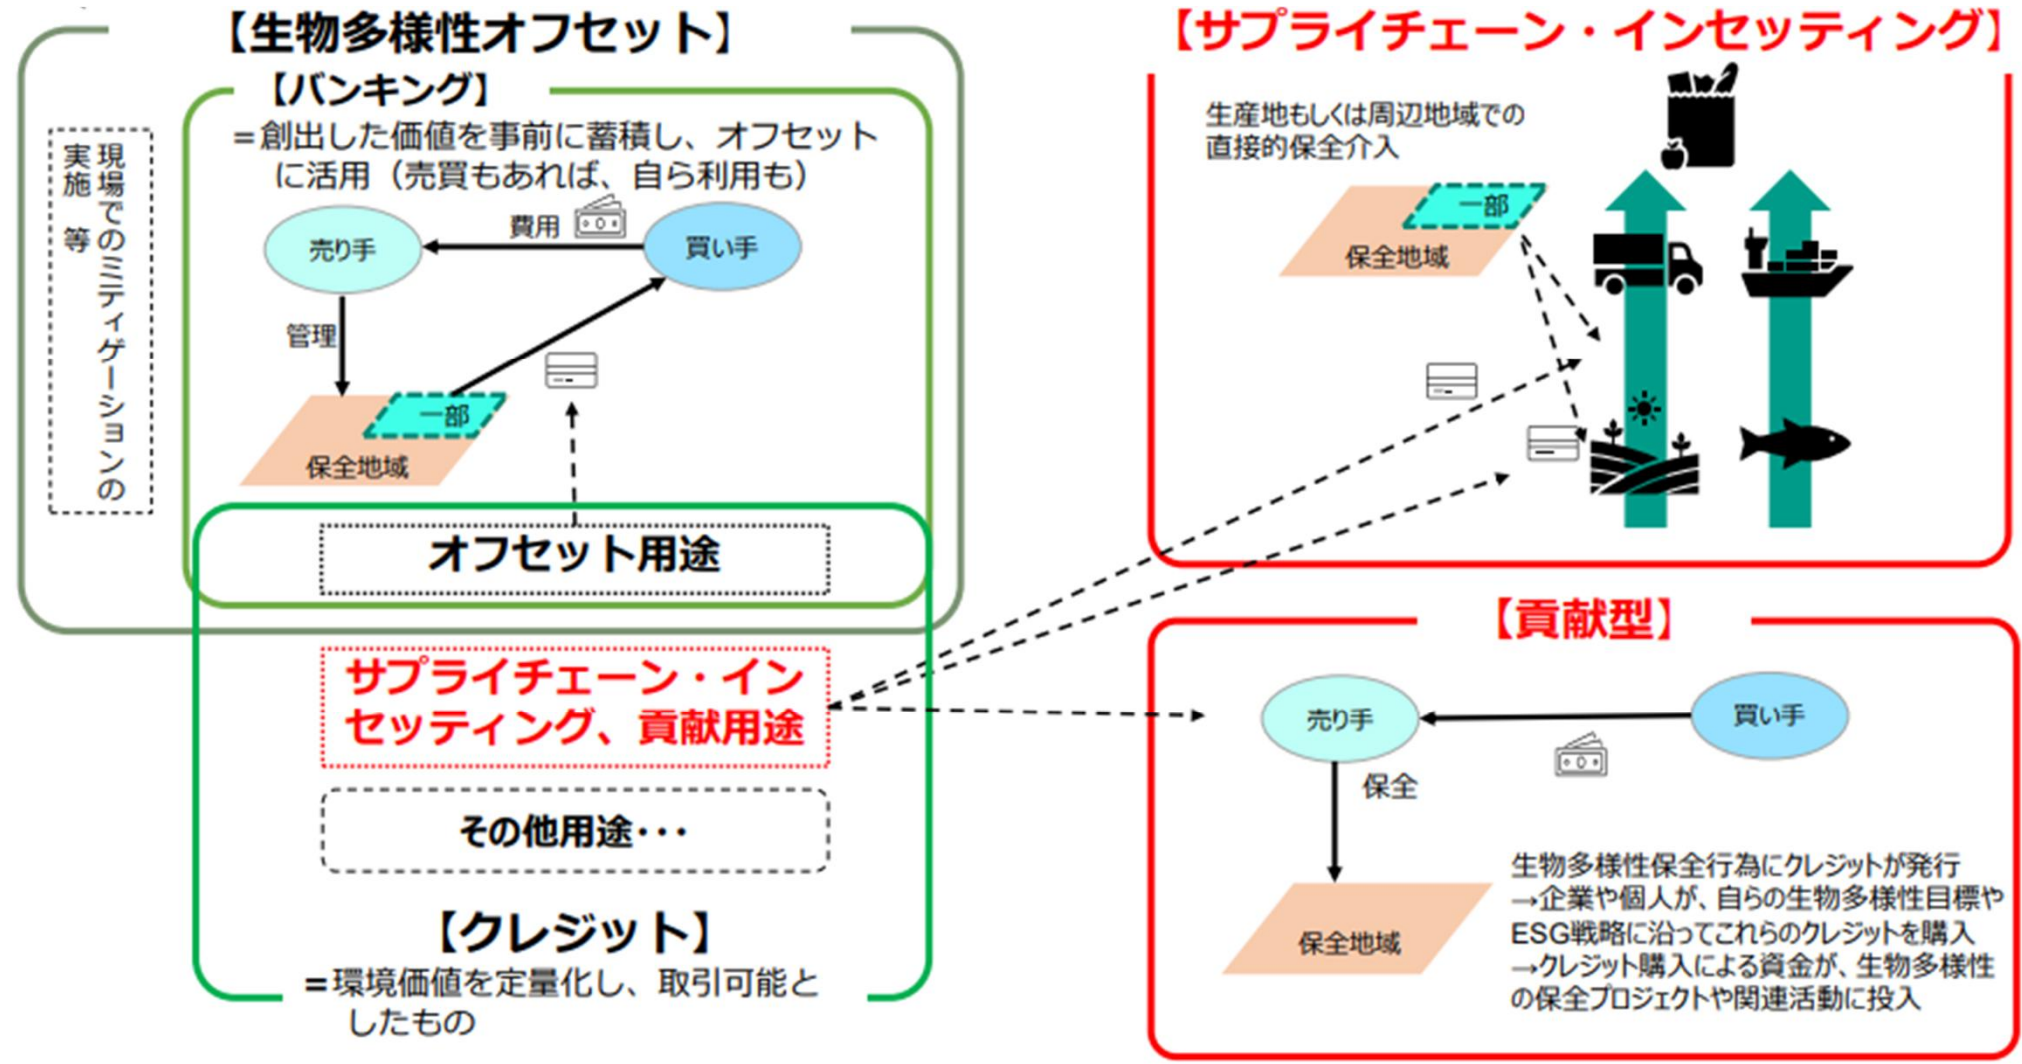 【生物多様性オフセット】
【バンキング】
＝創出した価値を事前に蓄積し、オフセット
に活用（売買もあれば、自ら利用も）
現場でのミティゲーションの
実施　等
売り手
費用
買い手
管理
一部
保全地域
オフセット用途
サプライチェーン・イン
セッティング、貢献用途
その他用途･･･
【クレジット】
＝環境価値を定量化し、取引可能と
したもの
【サプライチェーン・インセッティング】
生産地もしくは周辺地域での
直接的保全介入
一部
保全地域
【貢献型】
売り手
買い手
保全
保全地域
生物多様性保全行為にクレジットが発行
→企業や個人が、自らの生物多様性目標や
ESG戦略に沿ってこれらのクレジットを購入
→クレジット購入による資金が、生物多様性
の保全プロジェクトや関連活動に投入